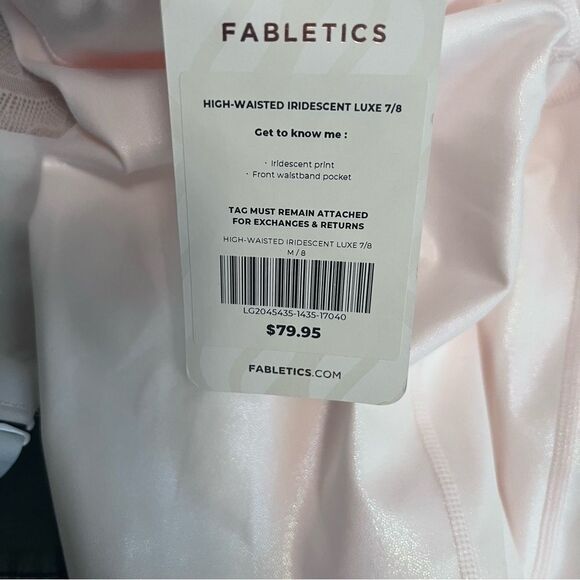 FABLETICS
HIGH-WAISTED IRIDESCENT LUXE 7/8
Get to know me :
· Iridescent print
· Front waistband pocket
TAG MUST REMAIN ATTACHED
FOR EXCHANGES & RETURNS
HIGH-WAISTED IRIDESCENT LUXE 7/8
M / 8
LG2045435-1435-17040
$79.95
FABLETICS.COM